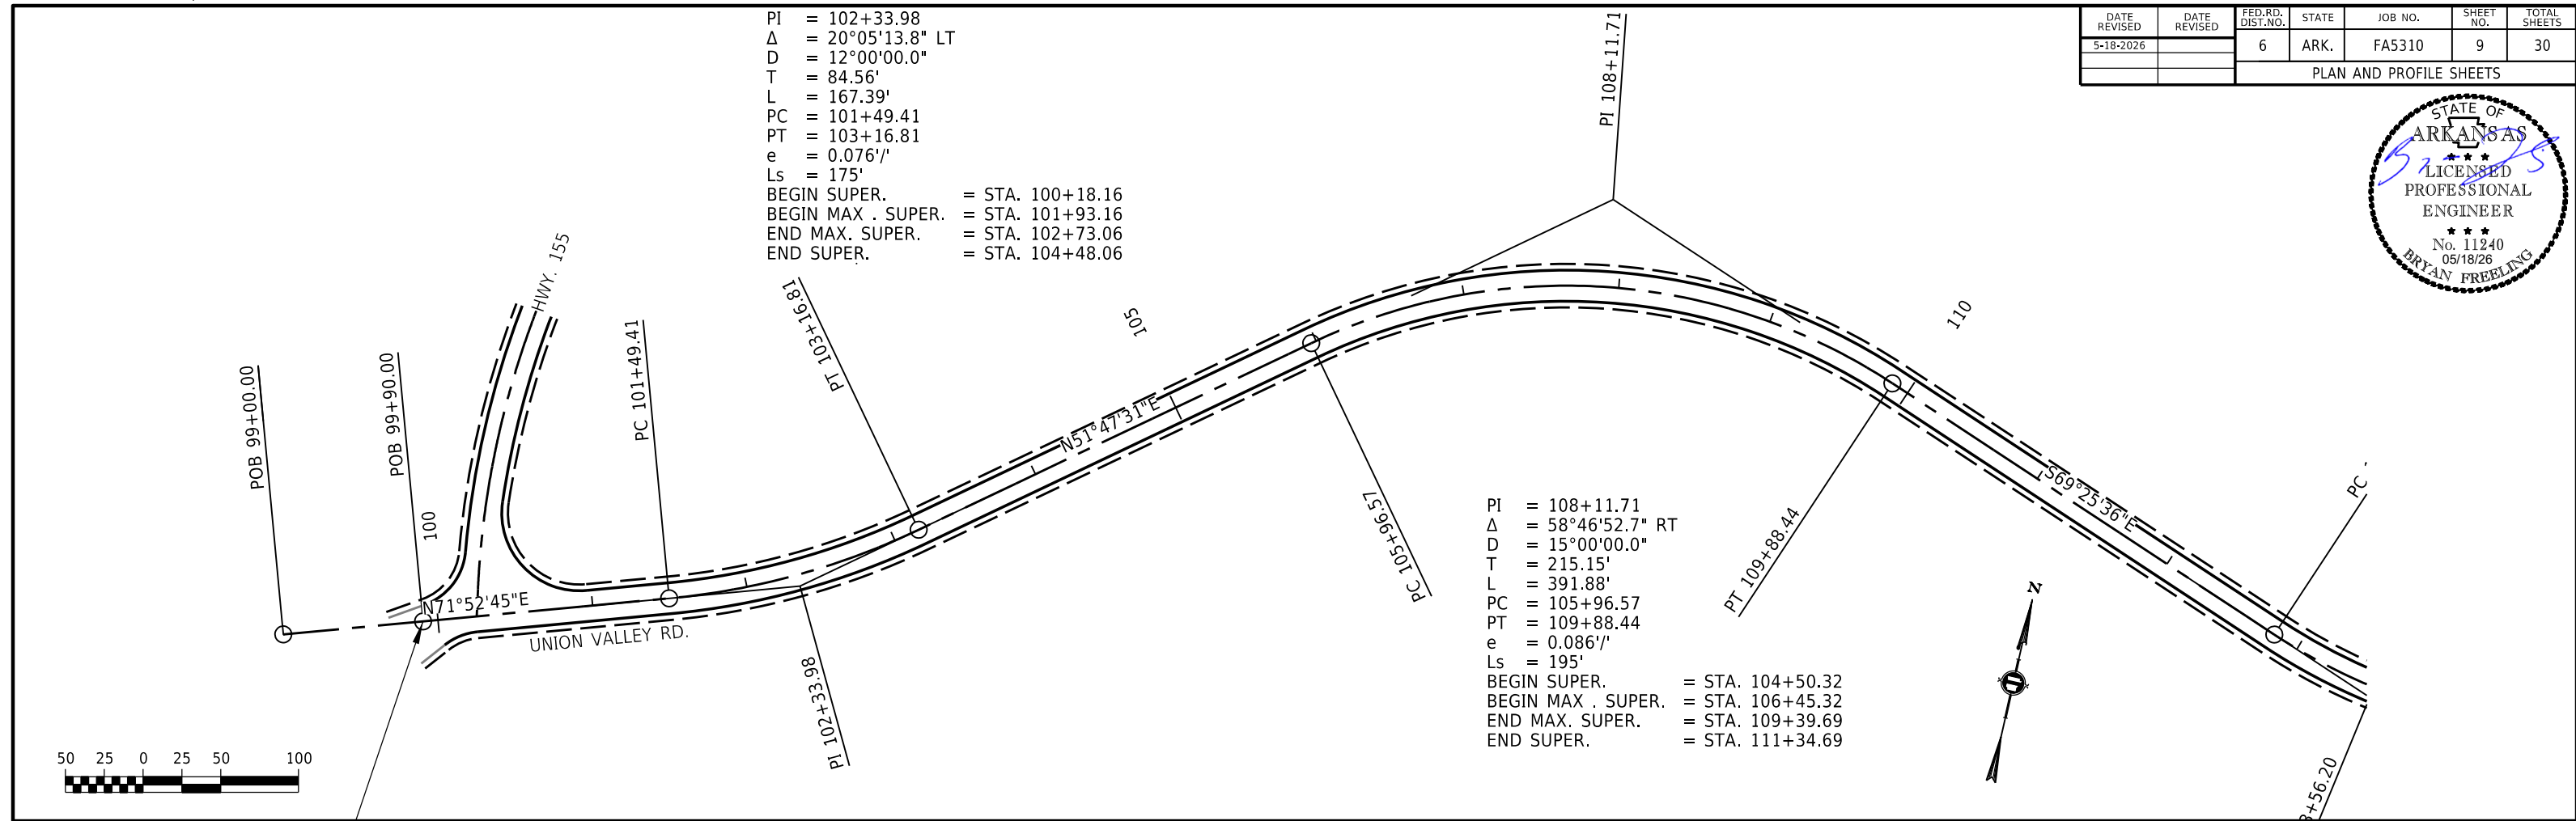 PI = 102+33.98
Δ = 20°05'13.8" LT
D = 12°00'00.0"
T = 84.56'
L = 167.39'
PC = 101+49.41
PT = 103+16.81
e = 0.076'/'
Ls = 175'
BEGIN SUPER. = STA. 100+18.16
BEGIN MAX . SUPER. = STA. 101+93.16
END MAX. SUPER. = STA. 102+73.06
END SUPER. = STA. 104+48.06
DATE REVISED
DATE REVISED
FED.RD. DIST.NO.
STATE
JOB NO.
SHEET NO.
TOTAL SHEETS
5-18-2026
6
ARK.
FA5310
9
30
PLAN AND PROFILE SHEETS
STATE OF
ARKANSAS
★ ★ ★
LICENSED
PROFESSIONAL
ENGINEER
★ ★ ★
No. 11240
05/18/26
BRYAN FREELING
POB 99+00.00
POB 99+90.00
100
HWY. 155
PC 101+49.41
PT 103+16.81
105
PI 108+11.71
110
N71°52'45"E
UNION VALLEY RD.
PI 102+33.98
N51°47'31"E
PC 105+96.57
PT 109+88.44
S69°25'36"E
PC
PI = 108+11.71
Δ = 58°46'52.7" RT
D = 15°00'00.0"
T = 215.15'
L = 391.88'
PC = 105+96.57
PT = 109+88.44
e = 0.086'/'
Ls = 195'
BEGIN SUPER. = STA. 104+50.32
BEGIN MAX . SUPER. = STA. 106+45.32
END MAX. SUPER. = STA. 109+39.69
END SUPER. = STA. 111+34.69
N
+56.20
50 25 0 25 50 100